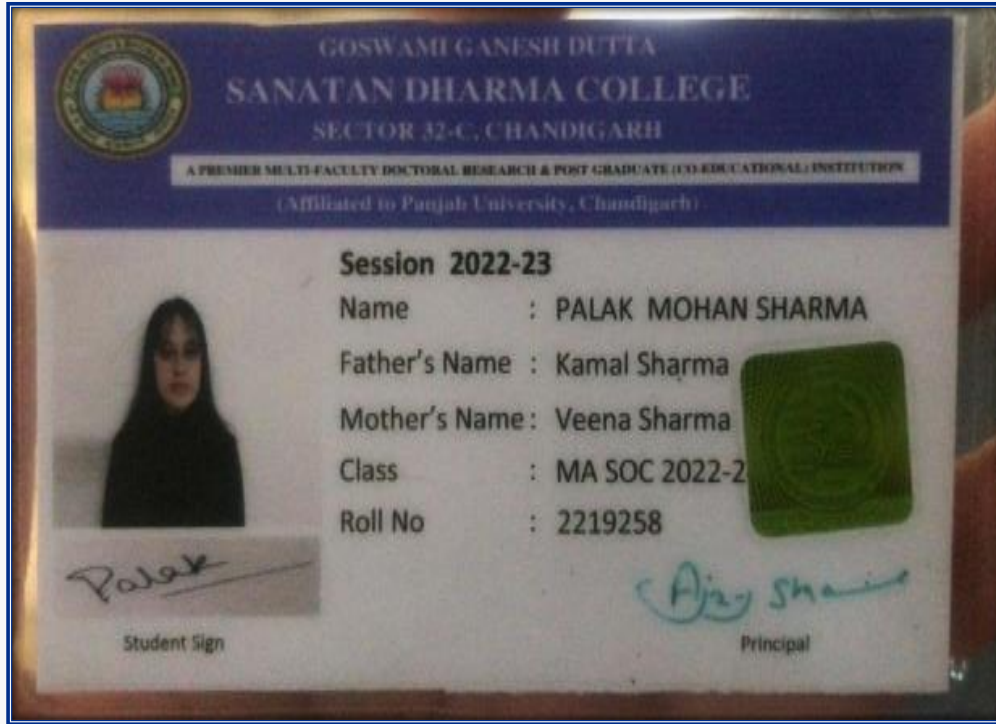 GOSWAMI GANESH DUTTA
SANATAN DHARMA COLLEGE
SECTOR 32-C, CHANDIGARH
A PREMIER MULTI-FACULTY DOCTORAL RESEARCH & POST GRADUATE (CO-EDUCATIONAL) INSTITUTION
(Affiliated to Panjab University, Chandigarh)
Session 2022-23
Name : PALAK MOHAN SHARMA
Father's Name : Kamal Sharma
Mother's Name : Veena Sharma
Class : MA SOC 2022-2
Roll No : 2219258
Palak
Ajay Sharma
Student Sign
Principal